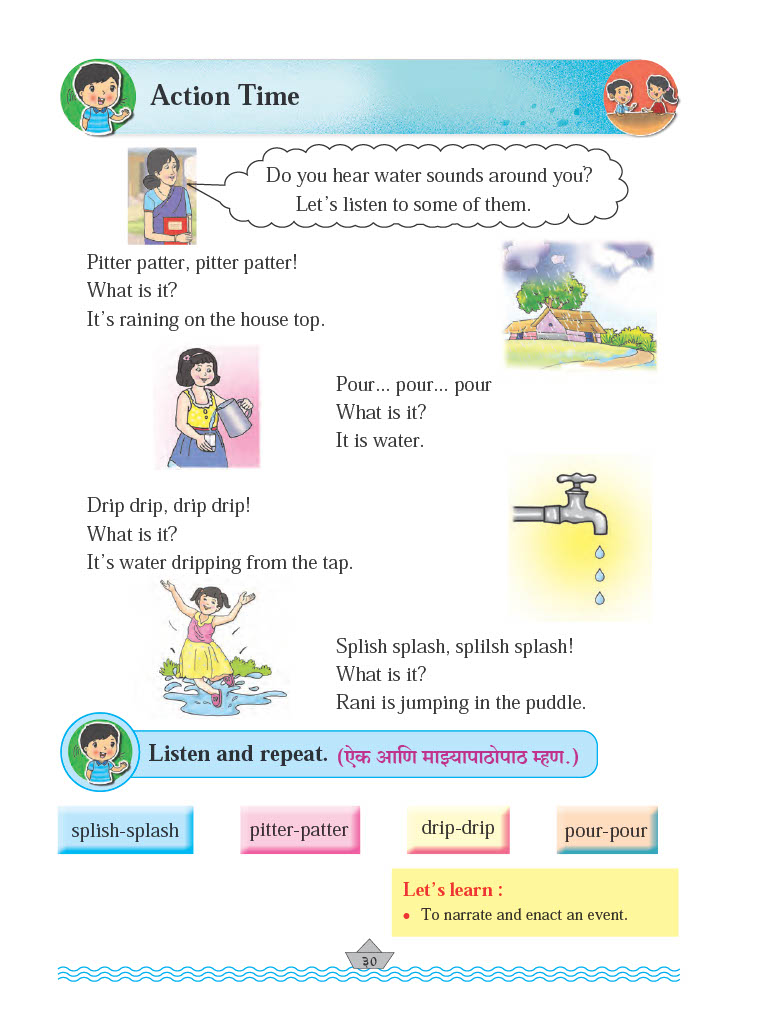 Action Time
Do you hear water sounds around you?
Let's listen to some of them.
Pitter patter, pitter patter!
What is it?
It's raining on the house top.
Pour... pour... pour
What is it?
It is water.
Drip drip, drip drip!
What is it?
It's water dripping from the tap.
Splish splash, splilsh splash!
What is it?
Rani is jumping in the puddle.
Listen and repeat. (ऐक आणि माझ्यापाठोपाठ म्हण.)
splish-splash
pitter-patter
drip-drip
pour-pour
Let's learn :
• To narrate and enact an event.
३०